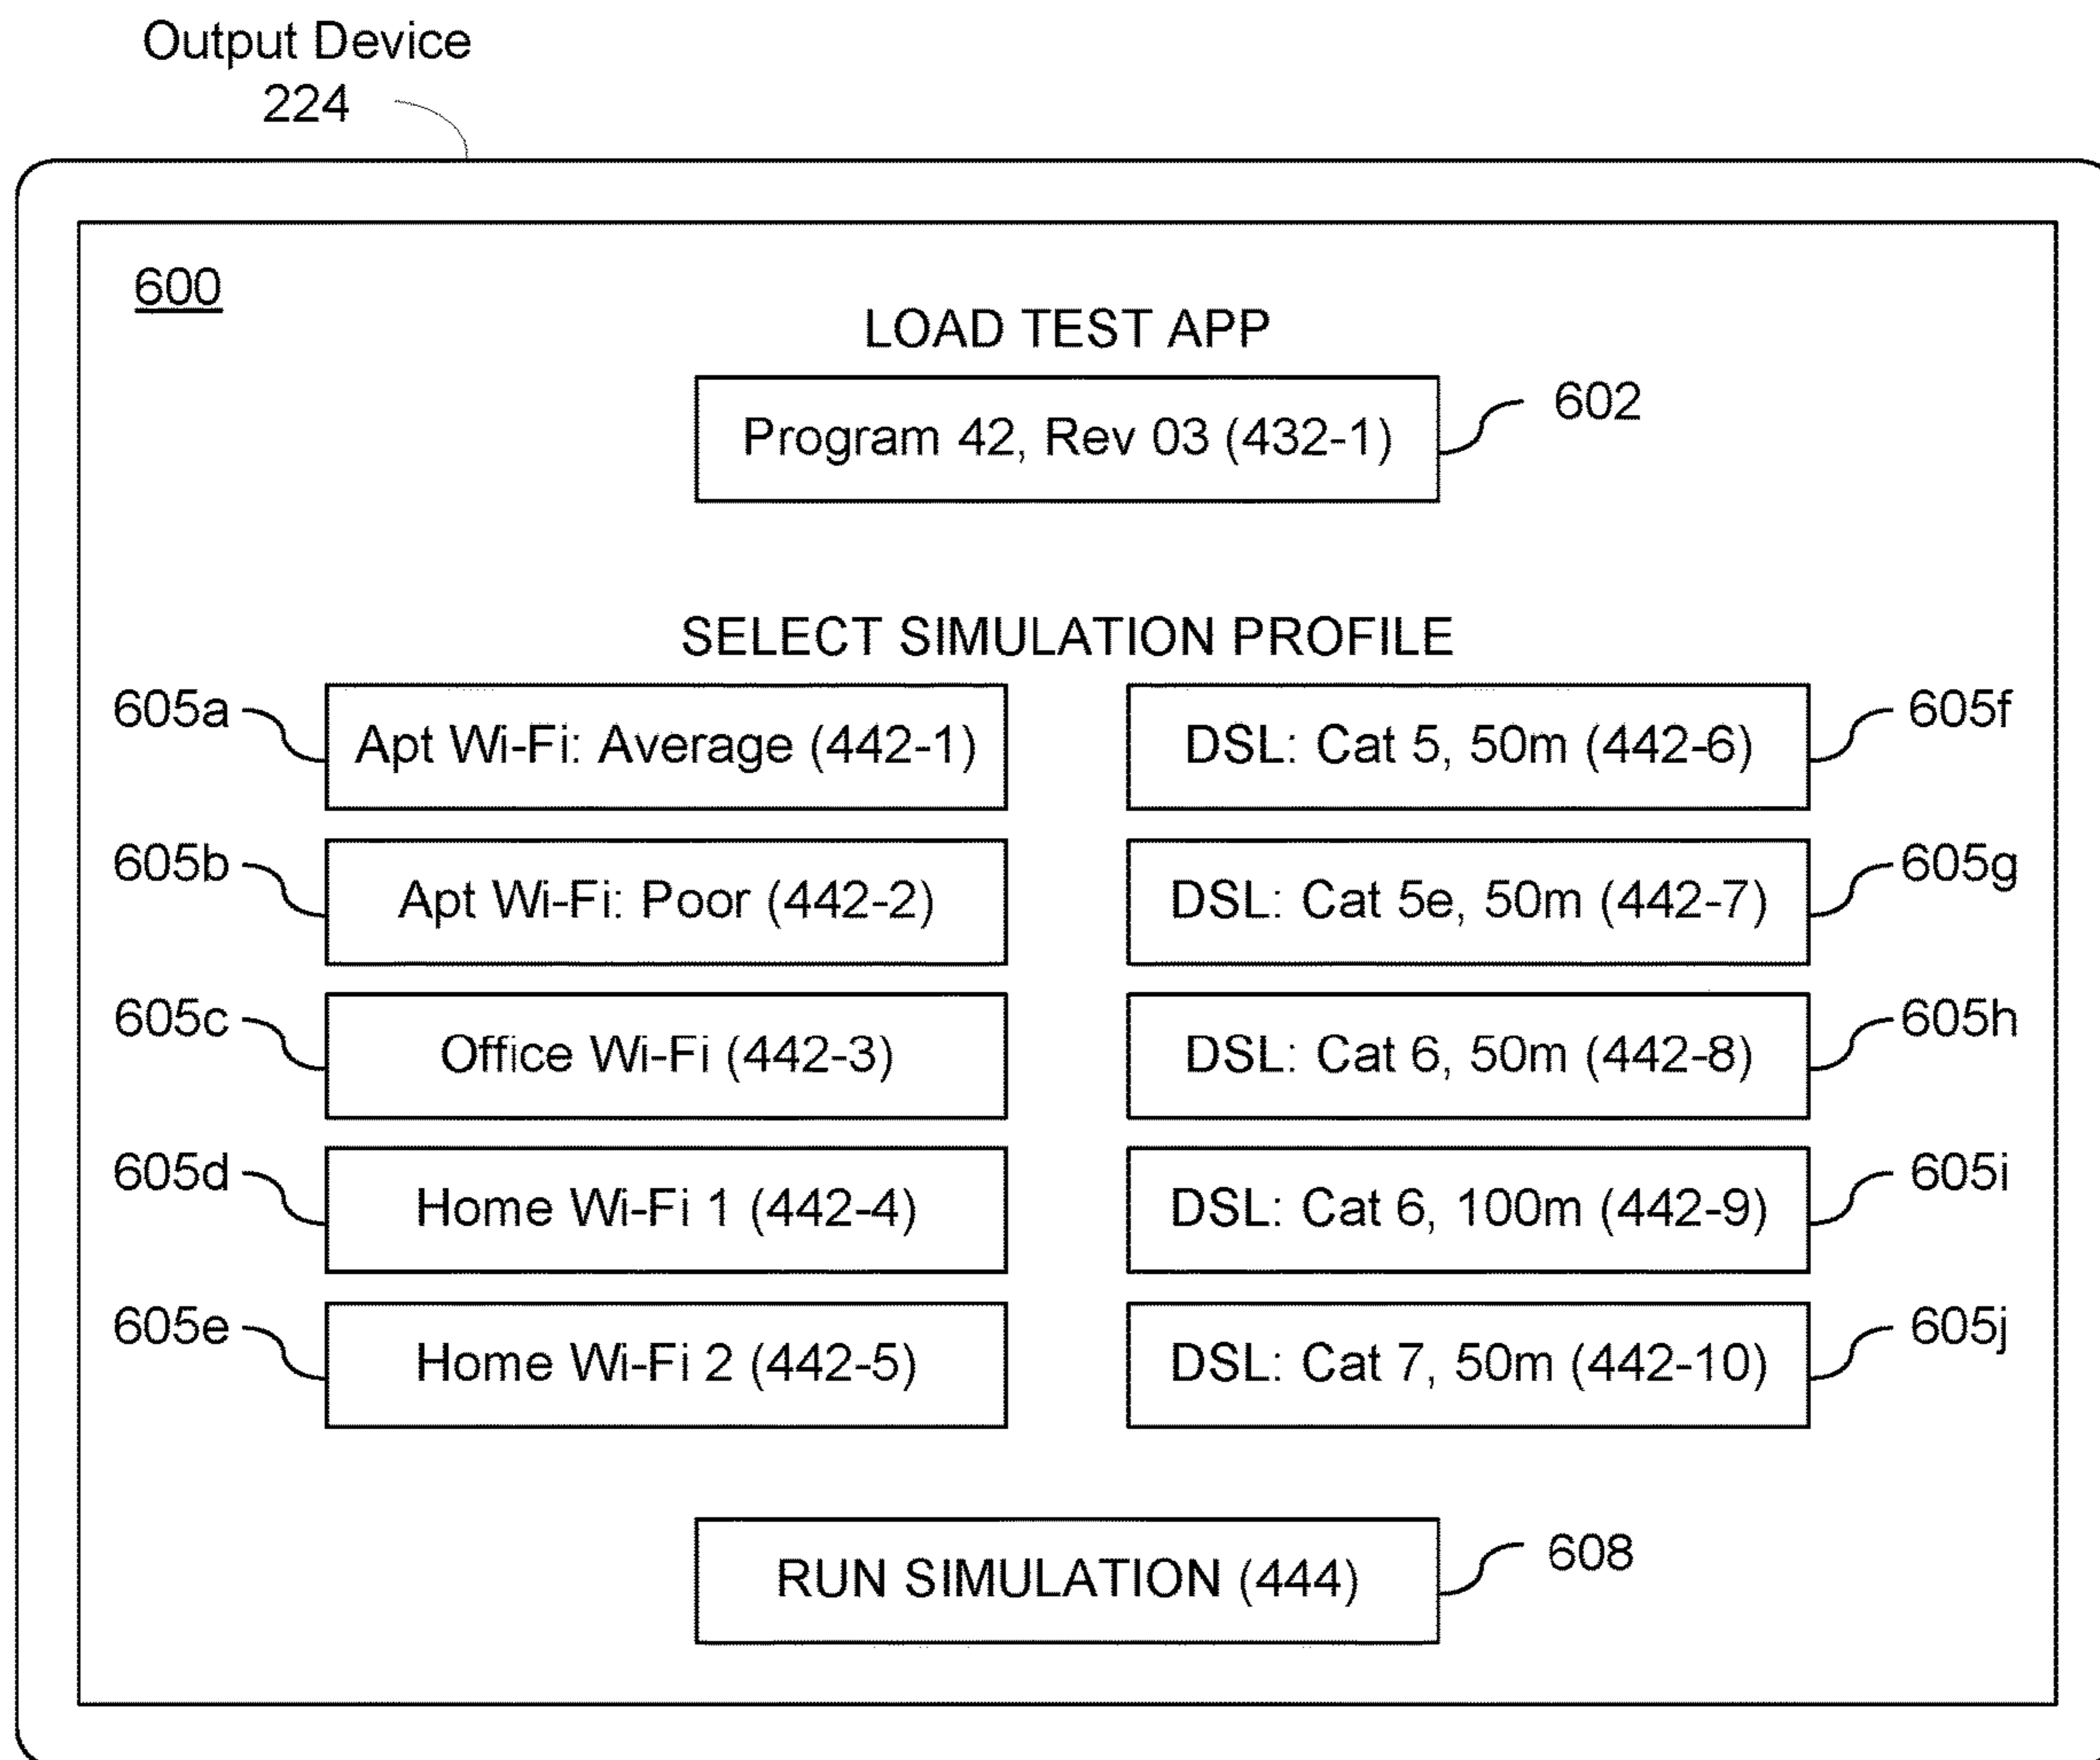 Output Device
224
600
LOAD TEST APP
Program 42, Rev 03 (432-1)
602
SELECT SIMULATION PROFILE
605a
Apt Wi-Fi: Average (442-1)
DSL: Cat 5, 50m (442-6)
605f
605b
Apt Wi-Fi: Poor (442-2)
DSL: Cat 5e, 50m (442-7)
605g
605c
Office Wi-Fi (442-3)
DSL: Cat 6, 50m (442-8)
605h
605d
Home Wi-Fi 1 (442-4)
DSL: Cat 6, 100m (442-9)
605i
605e
Home Wi-Fi 2 (442-5)
DSL: Cat 7, 50m (442-10)
605j
RUN SIMULATION (444)
608